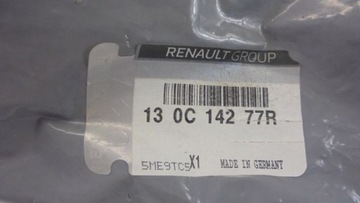 RENAULT GROUP
13 0C 142 77R
5ME9TC5 X1 MADE IN GERMANY